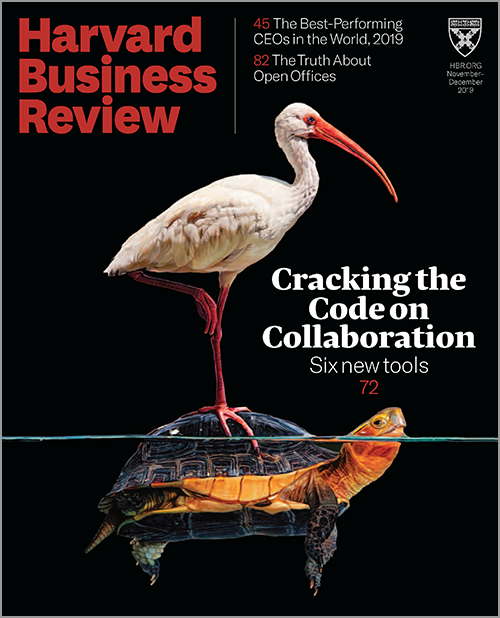 Harvard
Business
Review
45 The Best-Performing
CEOs in the World, 2019
82 The Truth About
Open Offices
HBR.ORG
November–
December
2019
Cracking the
Code on
Collaboration
Six new tools
72